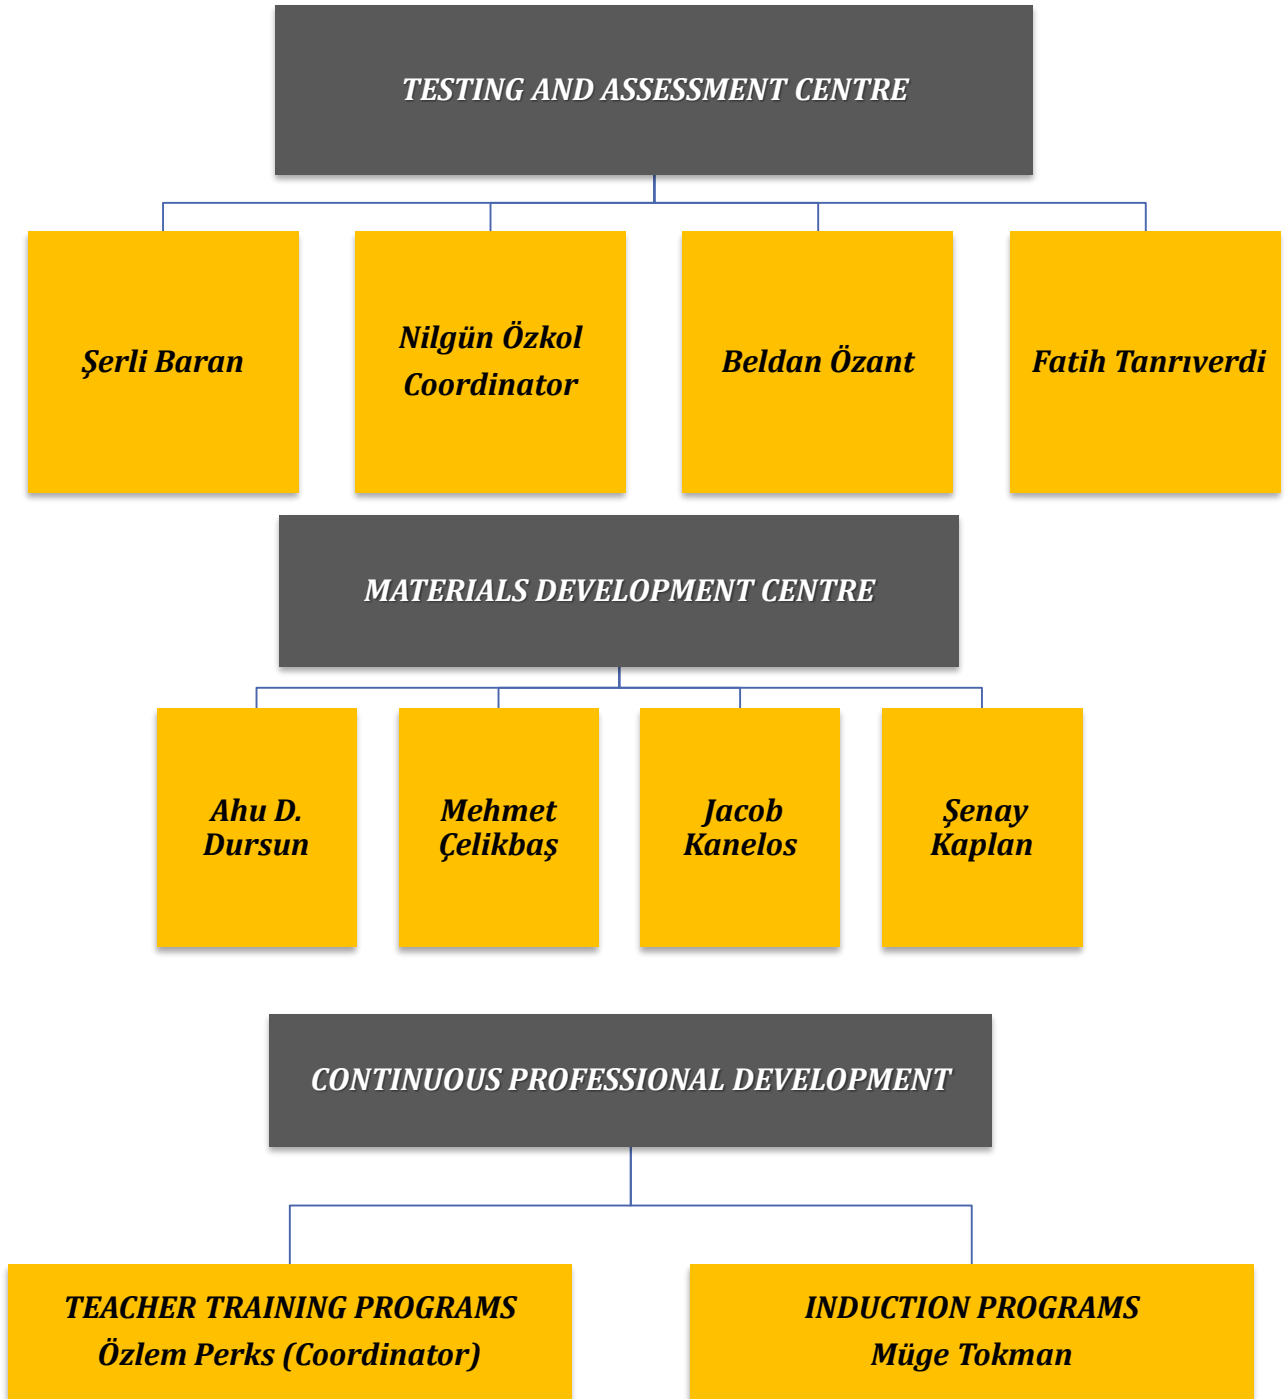 TESTING AND ASSESSMENT CENTRE
Şerli Baran
Nilgün Özkol
Coordinator
Beldan Özant
Fatih Tanrıverdi
MATERIALS DEVELOPMENT CENTRE
Ahu D.
Dursun
Mehmet
Çelikbaş
Jacob
Kanelos
Şenay
Kaplan
CONTINUOUS PROFESSIONAL DEVELOPMENT
TEACHER TRAINING PROGRAMS
Özlem Perks (Coordinator)
INDUCTION PROGRAMS
Müge Tokman